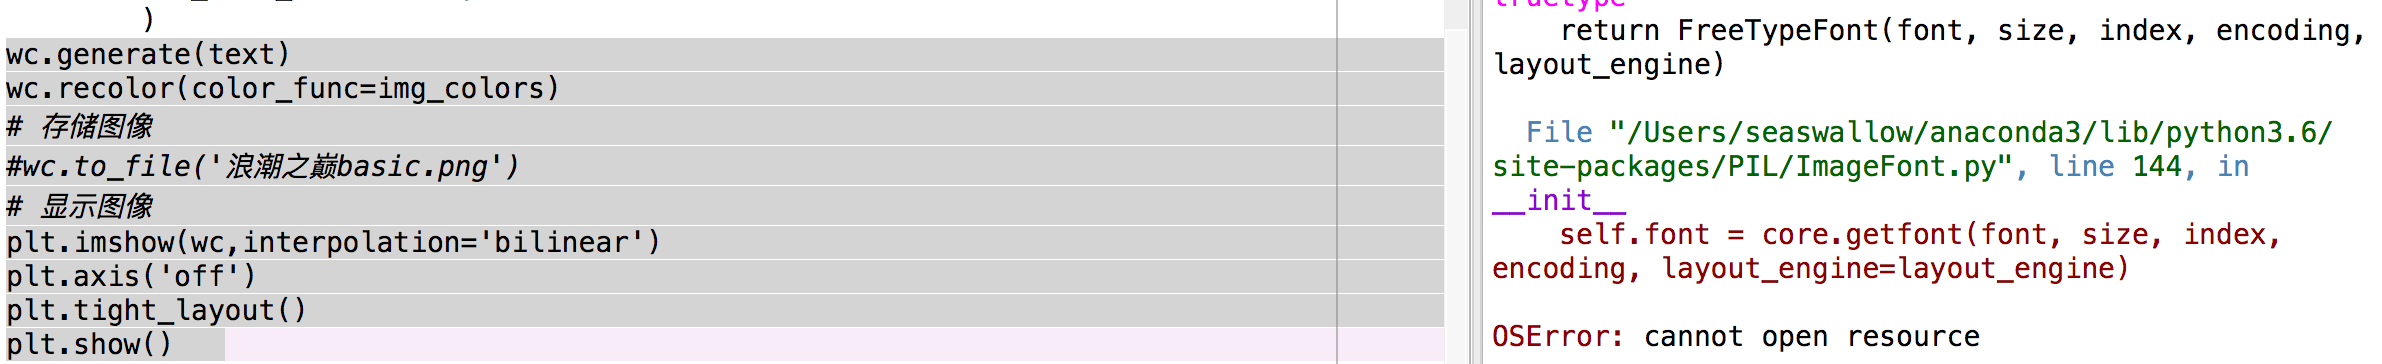 )
wc.generate(text)
wc.recolor(color_func=img_colors)
# 存储图像
#wc.to_file('浪潮之巅basic.png')
# 显示图像
plt.imshow(wc,interpolation='bilinear')
plt.axis('off')
plt.tight_layout()
plt.show()
truetype
return FreeTypeFont(font, size, index, encoding,
layout_engine)
File "/Users/seaswallow/anaconda3/lib/python3.6/
site-packages/PIL/ImageFont.py", line 144, in
__init__
self.font = core.getfont(font, size, index,
encoding, layout_engine=layout_engine)
OSError: cannot open resource